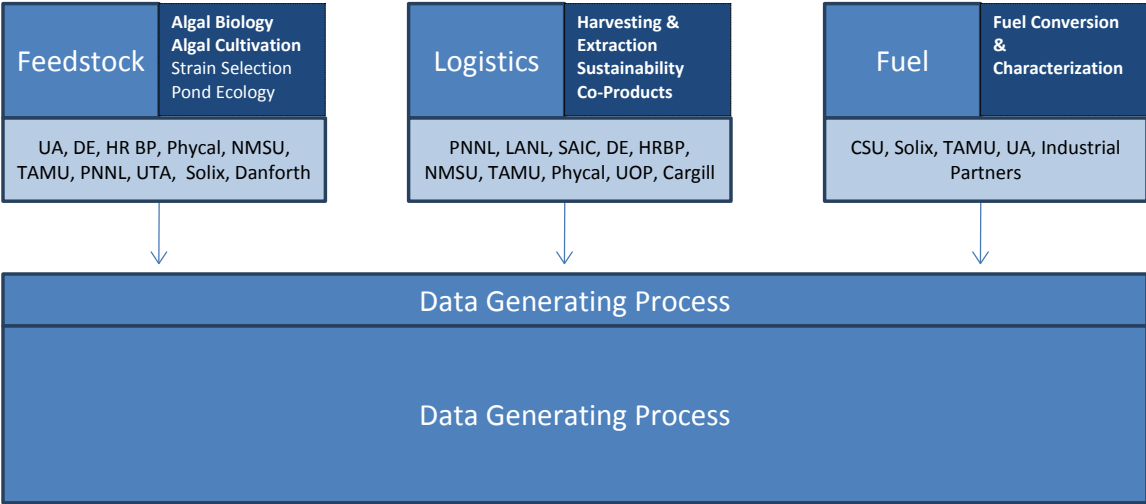 Feedstock
Algal Biology
Algal Cultivation
Strain Selection
Pond Ecology
UA, DE, HR BP, Phycal, NMSU,
TAMU, PNNL, UTA, Solix, Danforth
Logistics
Harvesting &
Extraction
Sustainability
Co-Products
PNNL, LANL, SAIC, DE, HRBP,
NMSU, TAMU, Phycal, UOP, Cargill
Fuel
Fuel Conversion
&
Characterization
CSU, Solix, TAMU, UA, Industrial
Partners
Data Generating Process
Data Generating Process